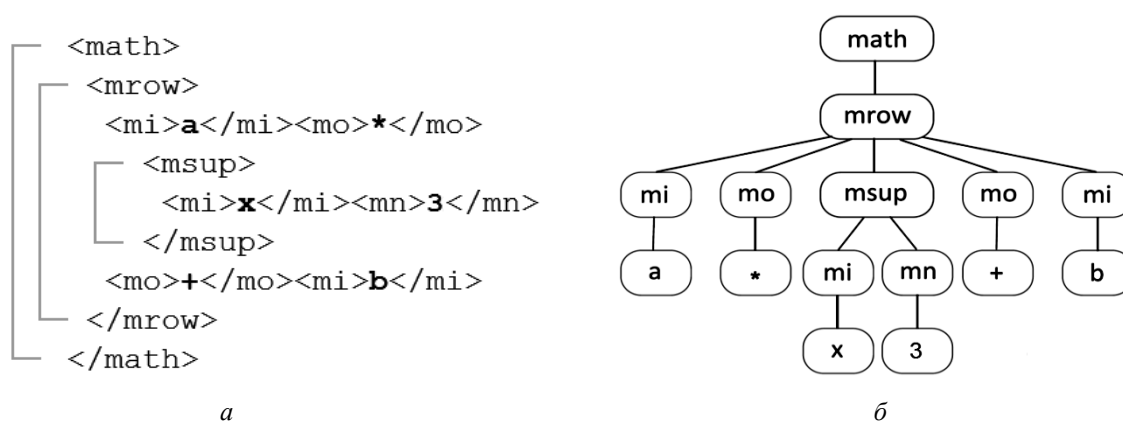 <math>
<mrow>
<mi>a</mi><mo>*</mo>
<msup>
<mi>x</mi><mn>3</mn>
</msup>
<mo>+</mo><mi>b</mi>
</mrow>
</math>
а
math
mrow
mi mo msup mo mi
a * mi mn + b
x 3
б